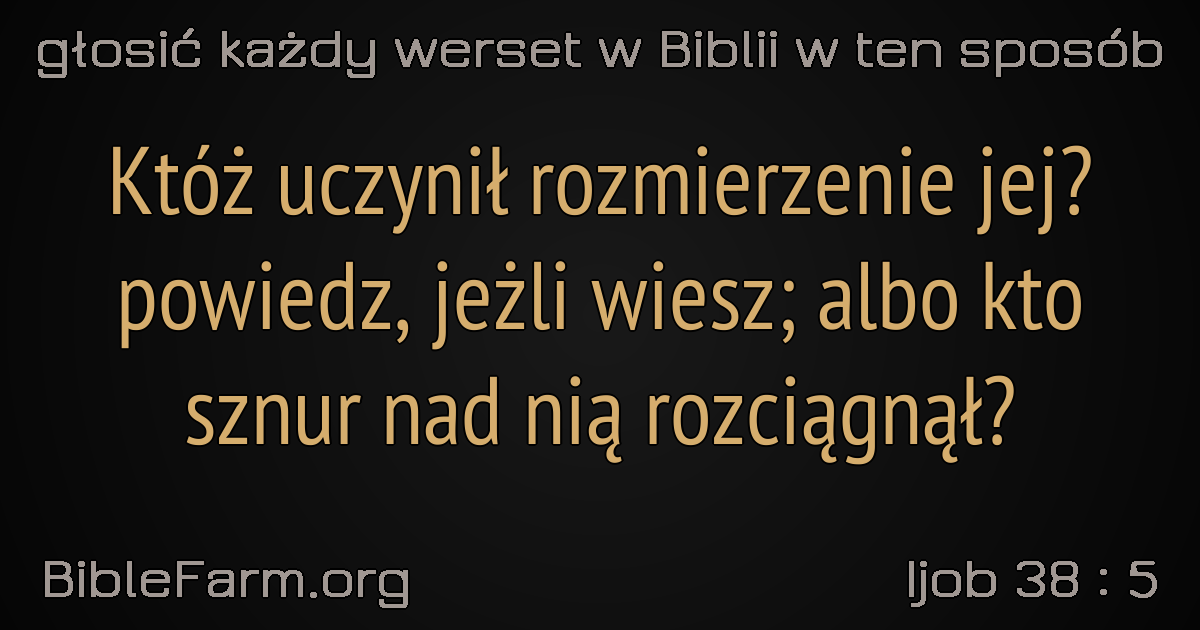 głosić każdy werset w Biblii w ten sposób
Któż uczynił rozmierzenie jej?
powiedz, jeżli wiesz; albo kto
sznur nad nią rozciągnął?
BibleFarm.org
Ijob 38 : 5